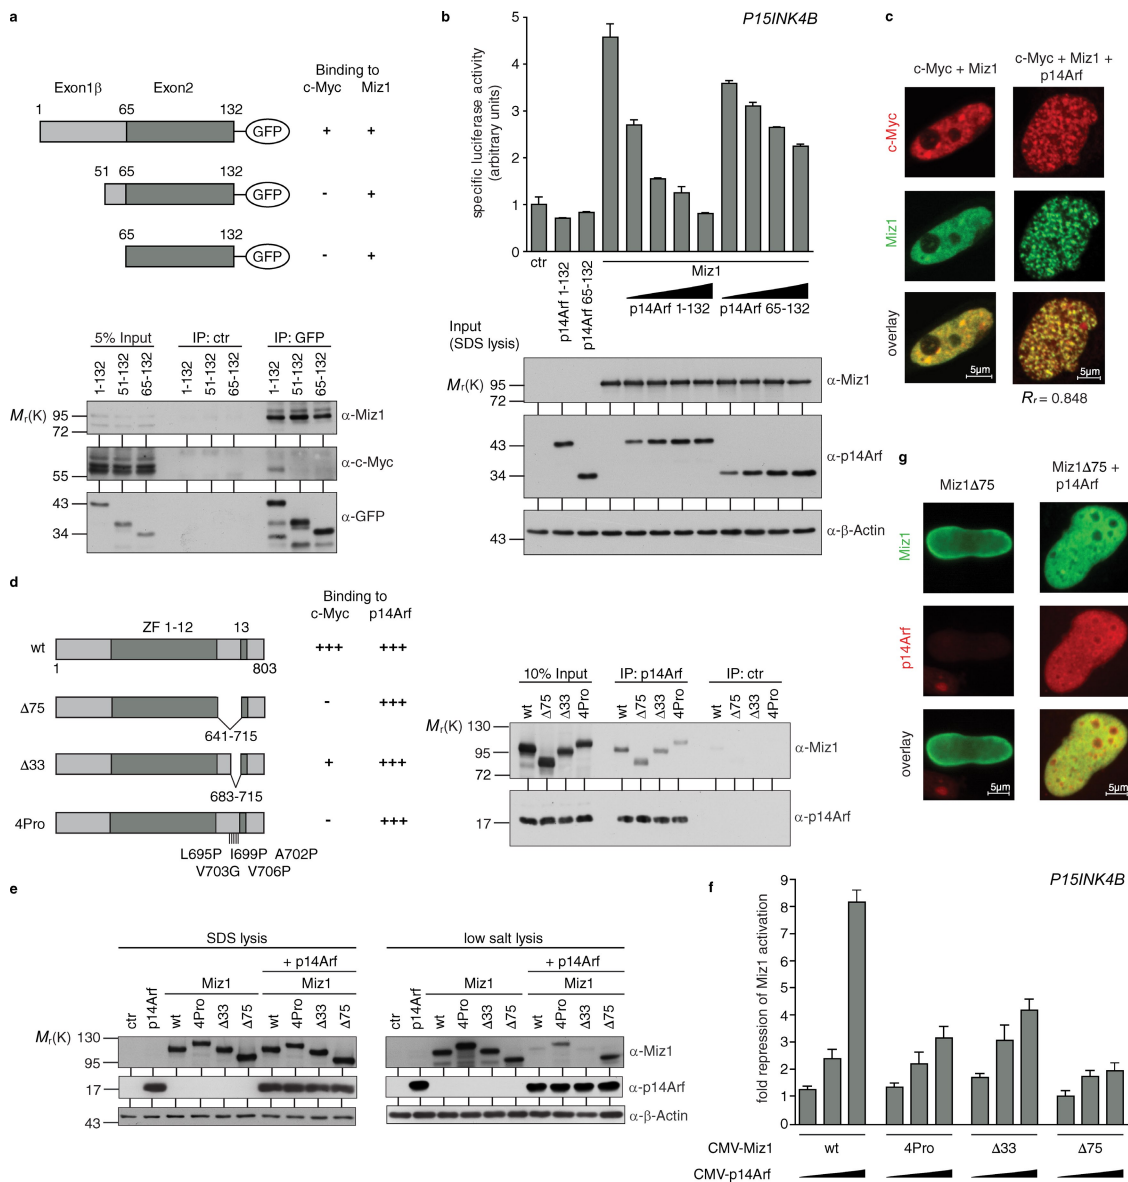 a
Binding to
Exon1β Exon2 c-Myc Miz1
1 65 132
GFP + +
51 65 132
GFP - +
65 132
GFP - +
5% Input IP: ctr IP: GFP
1-132 51-132 65-132 1-132 51-132 65-132 1-132 51-132 65-132
Mr(K) 95
72
α-Miz1
55
α-c-Myc
43
34
α-GFP
b
P15INK4B
specific luciferase activity
(arbitrary units)
5
4
3
2
1
0
ctr
p14Arf 1-132
p14Arf 65-132
Miz1
p14Arf 1-132 p14Arf 65-132
Input
(SDS lysis)
Mr(K) 95
72
α-Miz1
43
34
α-p14Arf
43
α-β-Actin
c
c-Myc + Miz1
c-Myc + Miz1 +
p14Arf
c-Myc
Miz1
overlay
5µm 5µm
Rr = 0.848
d
Binding to
c-Myc p14Arf
ZF 1-12 13
wt +++ +++
1 803
Δ75 - +++
641-715
Δ33 + +++
683-715
4Pro - +++
L695P I699P A702P
V703G V706P
10% Input IP: p14Arf IP: ctr
wt Δ75 Δ33 4Pro wt Δ75 Δ33 4Pro wt Δ75 Δ33 4Pro
Mr(K) 130
95
72
α-Miz1
17
α-p14Arf
g
Miz1Δ75
Miz1Δ75 +
p14Arf
Miz1
p14Arf
overlay
5µm 5µm
e
SDS lysis low salt lysis
+ p14Arf + p14Arf
Miz1 Miz1 Miz1 Miz1
ctr p14Arf wt 4Pro Δ33 Δ75 wt 4Pro Δ33 Δ75 ctr p14Arf wt 4Pro Δ33 Δ75 wt 4Pro Δ33 Δ75
Mr(K) 130
95
α-Miz1
17
α-p14Arf
43
α-β-Actin
f
P15INK4B
fold repression of Miz1 activation
9
8
7
6
5
4
3
2
1
0
CMV-Miz1 wt 4Pro Δ33 Δ75
CMV-p14Arf